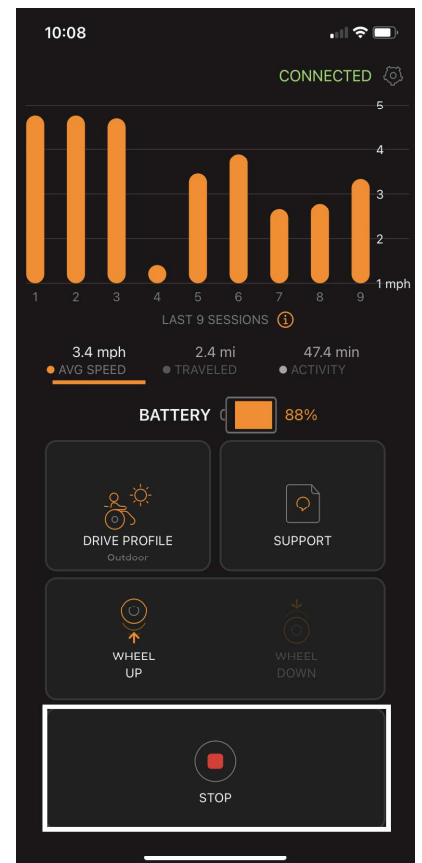 10:08
CONNECTED
5
4
3
2
1 mph
1 2 3 4 5 6 7 8 9
LAST 9 SESSIONS i
3.4 mph 2.4 mi 47.4 min
AVG SPEED TRAVELED ACTIVITY
BATTERY 88%
DRIVE PROFILE SUPPORT
Outdoor
WHEEL WHEEL
UP DOWN
STOP